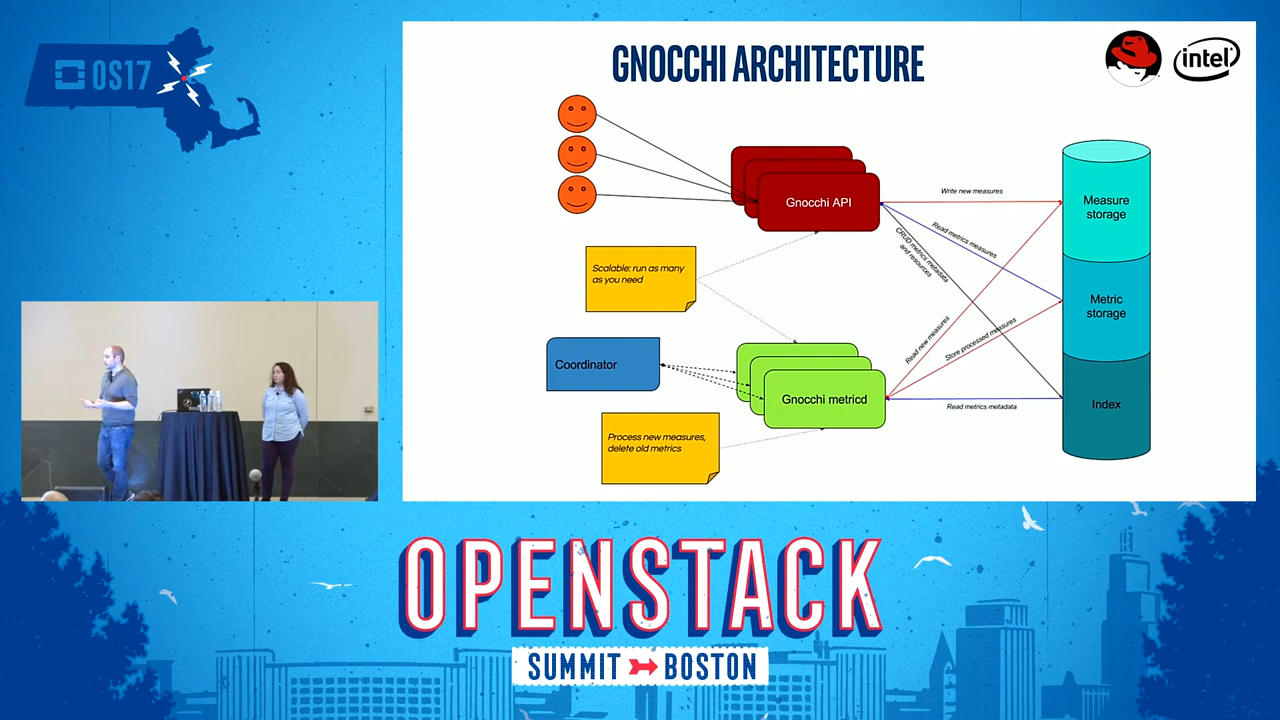 OS17
GNOCCHI ARCHITECTURE
intel
Gnocchi API
Write new measures
Read metrics measures
CRUD metrics metadata
and resources
Measure
storage
Scalable: run as many
as you need
Metric
storage
Read new measures
Store processed measures
Coordinator
Gnocchi metricd
Read metrics metadata
Index
Process new measures,
delete old metrics
OPENSTACK
SUMMIT BOSTON